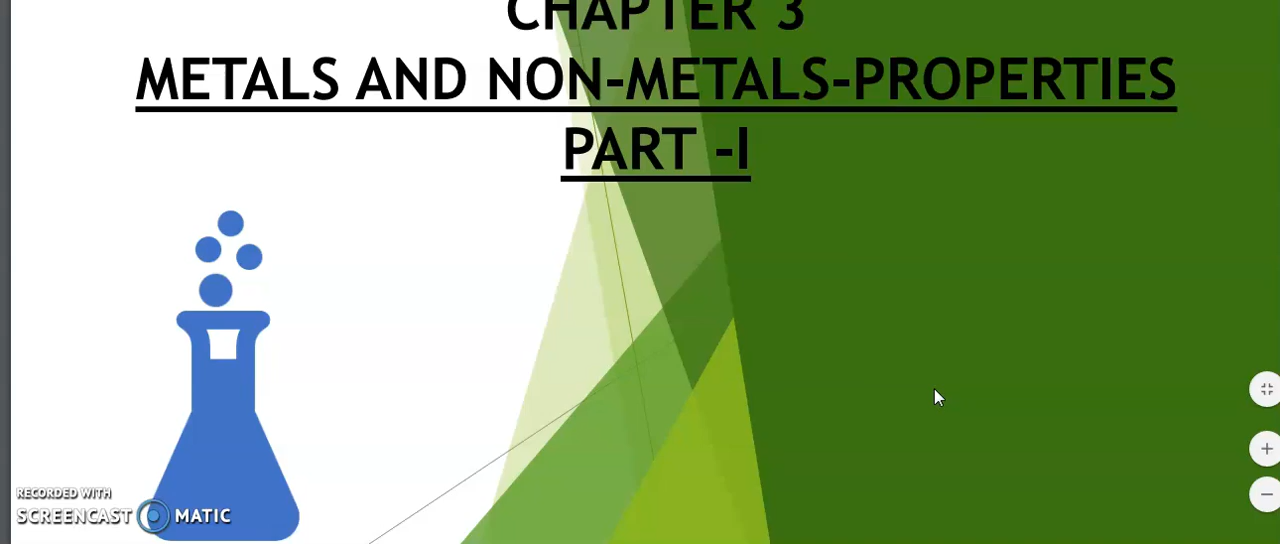 CHAPTER 3
METALS AND NON-METALS-PROPERTIES
PART -I
RECORDED WITH
SCREENCAST MATIC